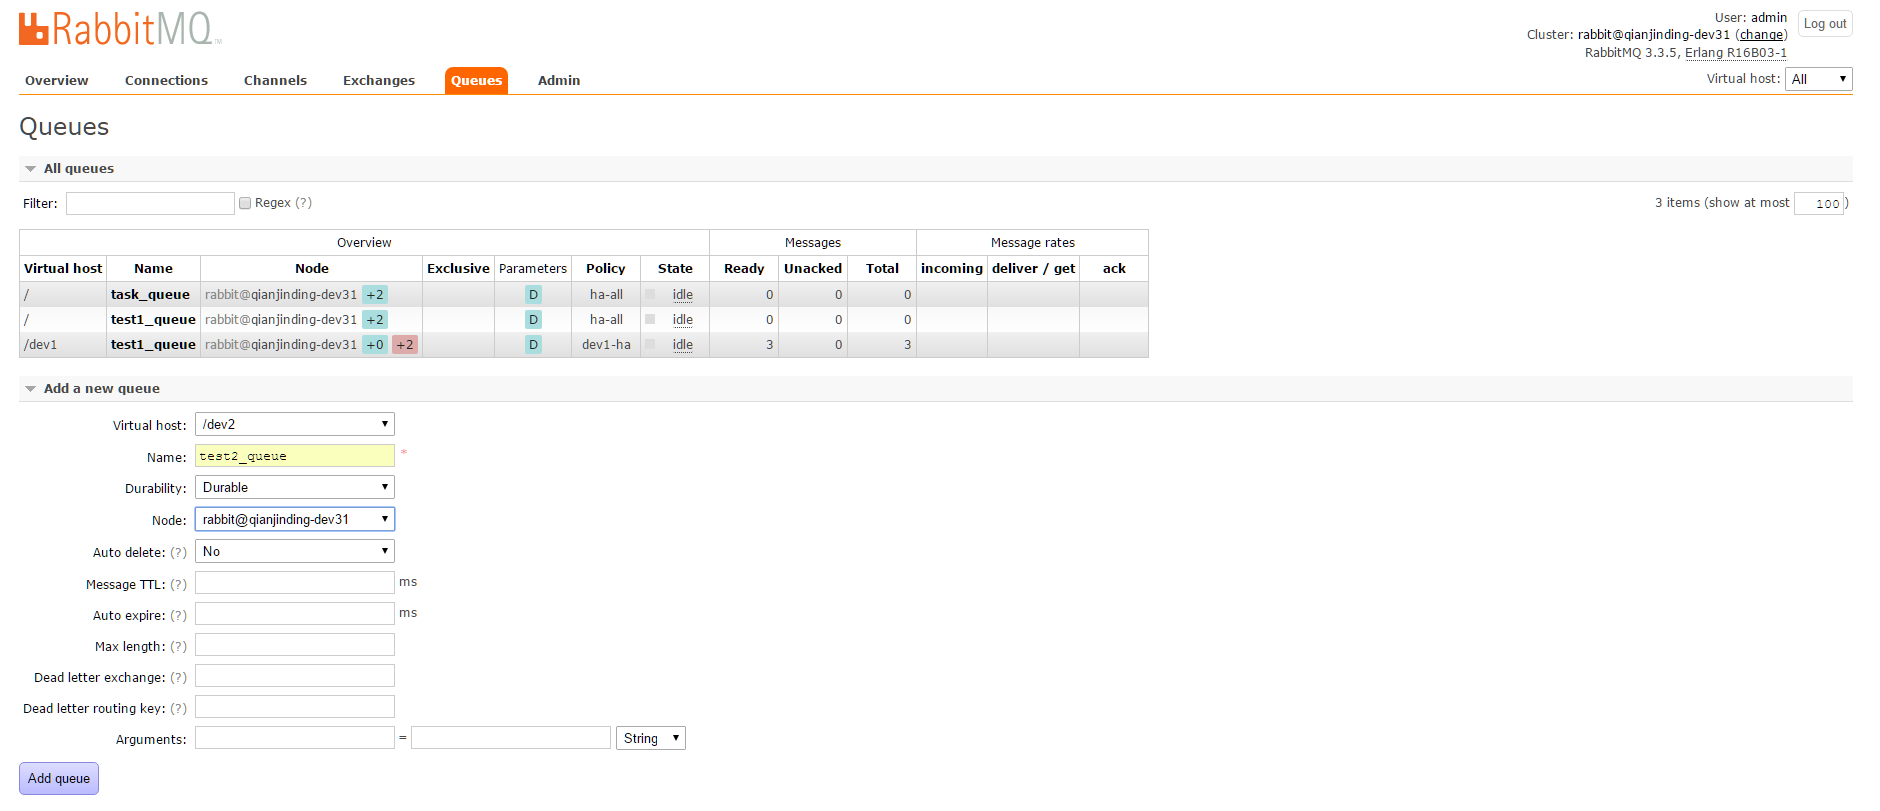 RabbitMQ TM
User: admin
Log out
Cluster: rabbit@qianjinding-dev31 (change)
RabbitMQ 3.3.5, Erlang R16B03-1
Overview Connections Channels Exchanges Queues Admin
Virtual host: All
Queues
All queues
Filter: Regex (?)
3 items (show at most 100)
Overview Messages Message rates
Virtual host Name Node Exclusive Parameters Policy State Ready Unacked Total incoming deliver / get ack
/ task_queue rabbit@qianjinding-dev31 +2 D ha-all idle 0 0 0
/ test1_queue rabbit@qianjinding-dev31 +2 D ha-all idle 0 0 0
/dev1 test1_queue rabbit@qianjinding-dev31 +0 +2 D dev1-ha idle 3 0 3
Add a new queue
Virtual host: /dev2
Name: test2_queue *
Durability: Durable
Node: rabbit@qianjinding-dev31
Auto delete: (?) No
Message TTL: (?) ms
Auto expire: (?) ms
Max length: (?)
Dead letter exchange: (?)
Dead letter routing key: (?)
Arguments: = String
Add queue